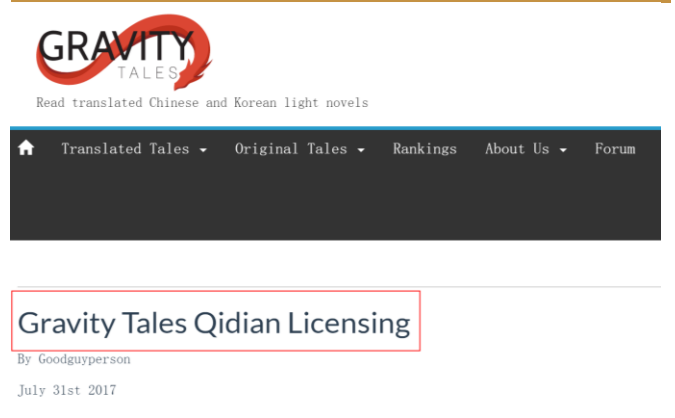 GRAVITY
TALES
Read translated Chinese and Korean light novels
Translated Tales Original Tales Rankings About Us Forum
Gravity Tales Qidian Licensing
By Goodguyperson
July 31st 2017